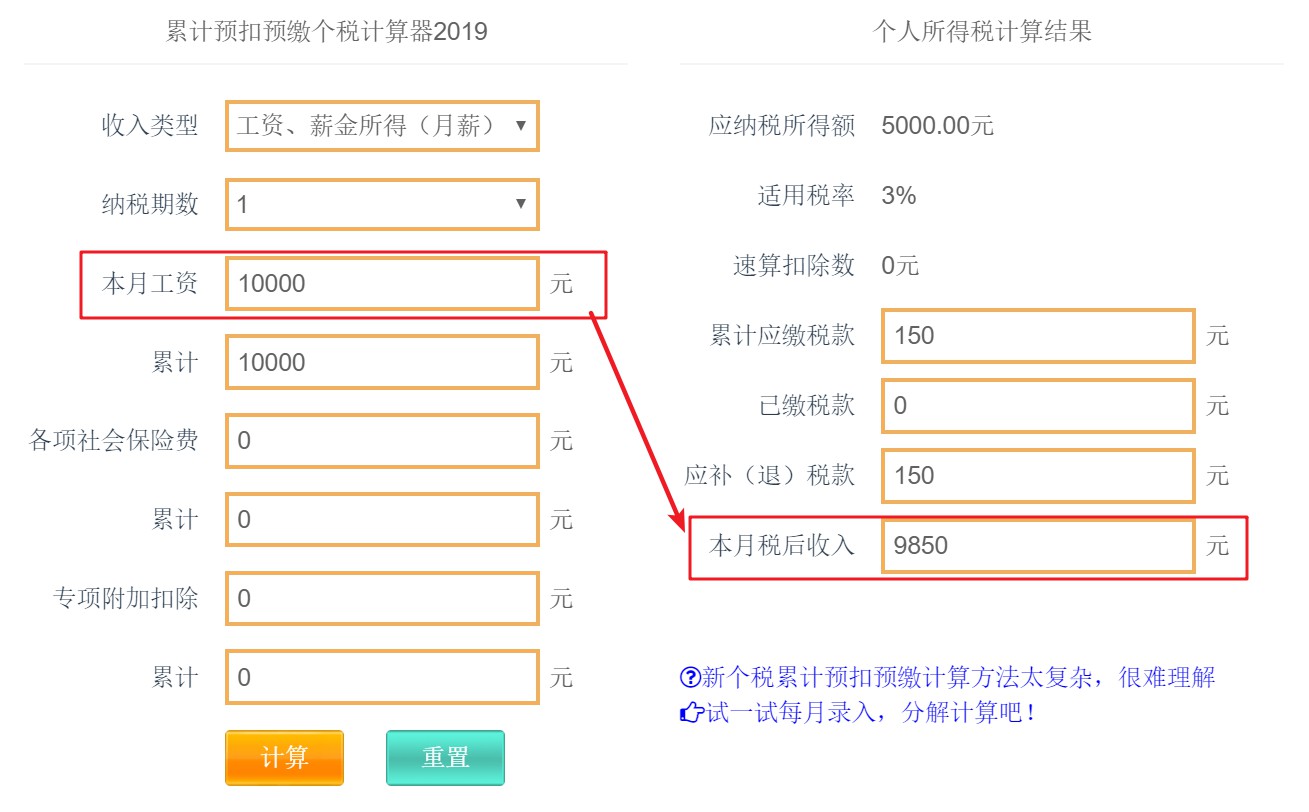 累计预扣预缴个税计算器2019
收入类型 工资、薪金所得（月薪） ▼
纳税期数 1 ▼
本月工资 10000 元
累计 10000 元
各项社会保险费 0 元
累计 0 元
专项附加扣除 0 元
累计 0 元
计算 重置
个人所得税计算结果
应纳税所得额 5000.00元
适用税率 3%
速算扣除数 0元
累计应缴税款 150 元
已缴税款 0 元
应补（退）税款 150 元
本月税后收入 9850 元
新个税累计预扣预缴计算方法太复杂，很难理解
试一试每月录入，分解计算吧！